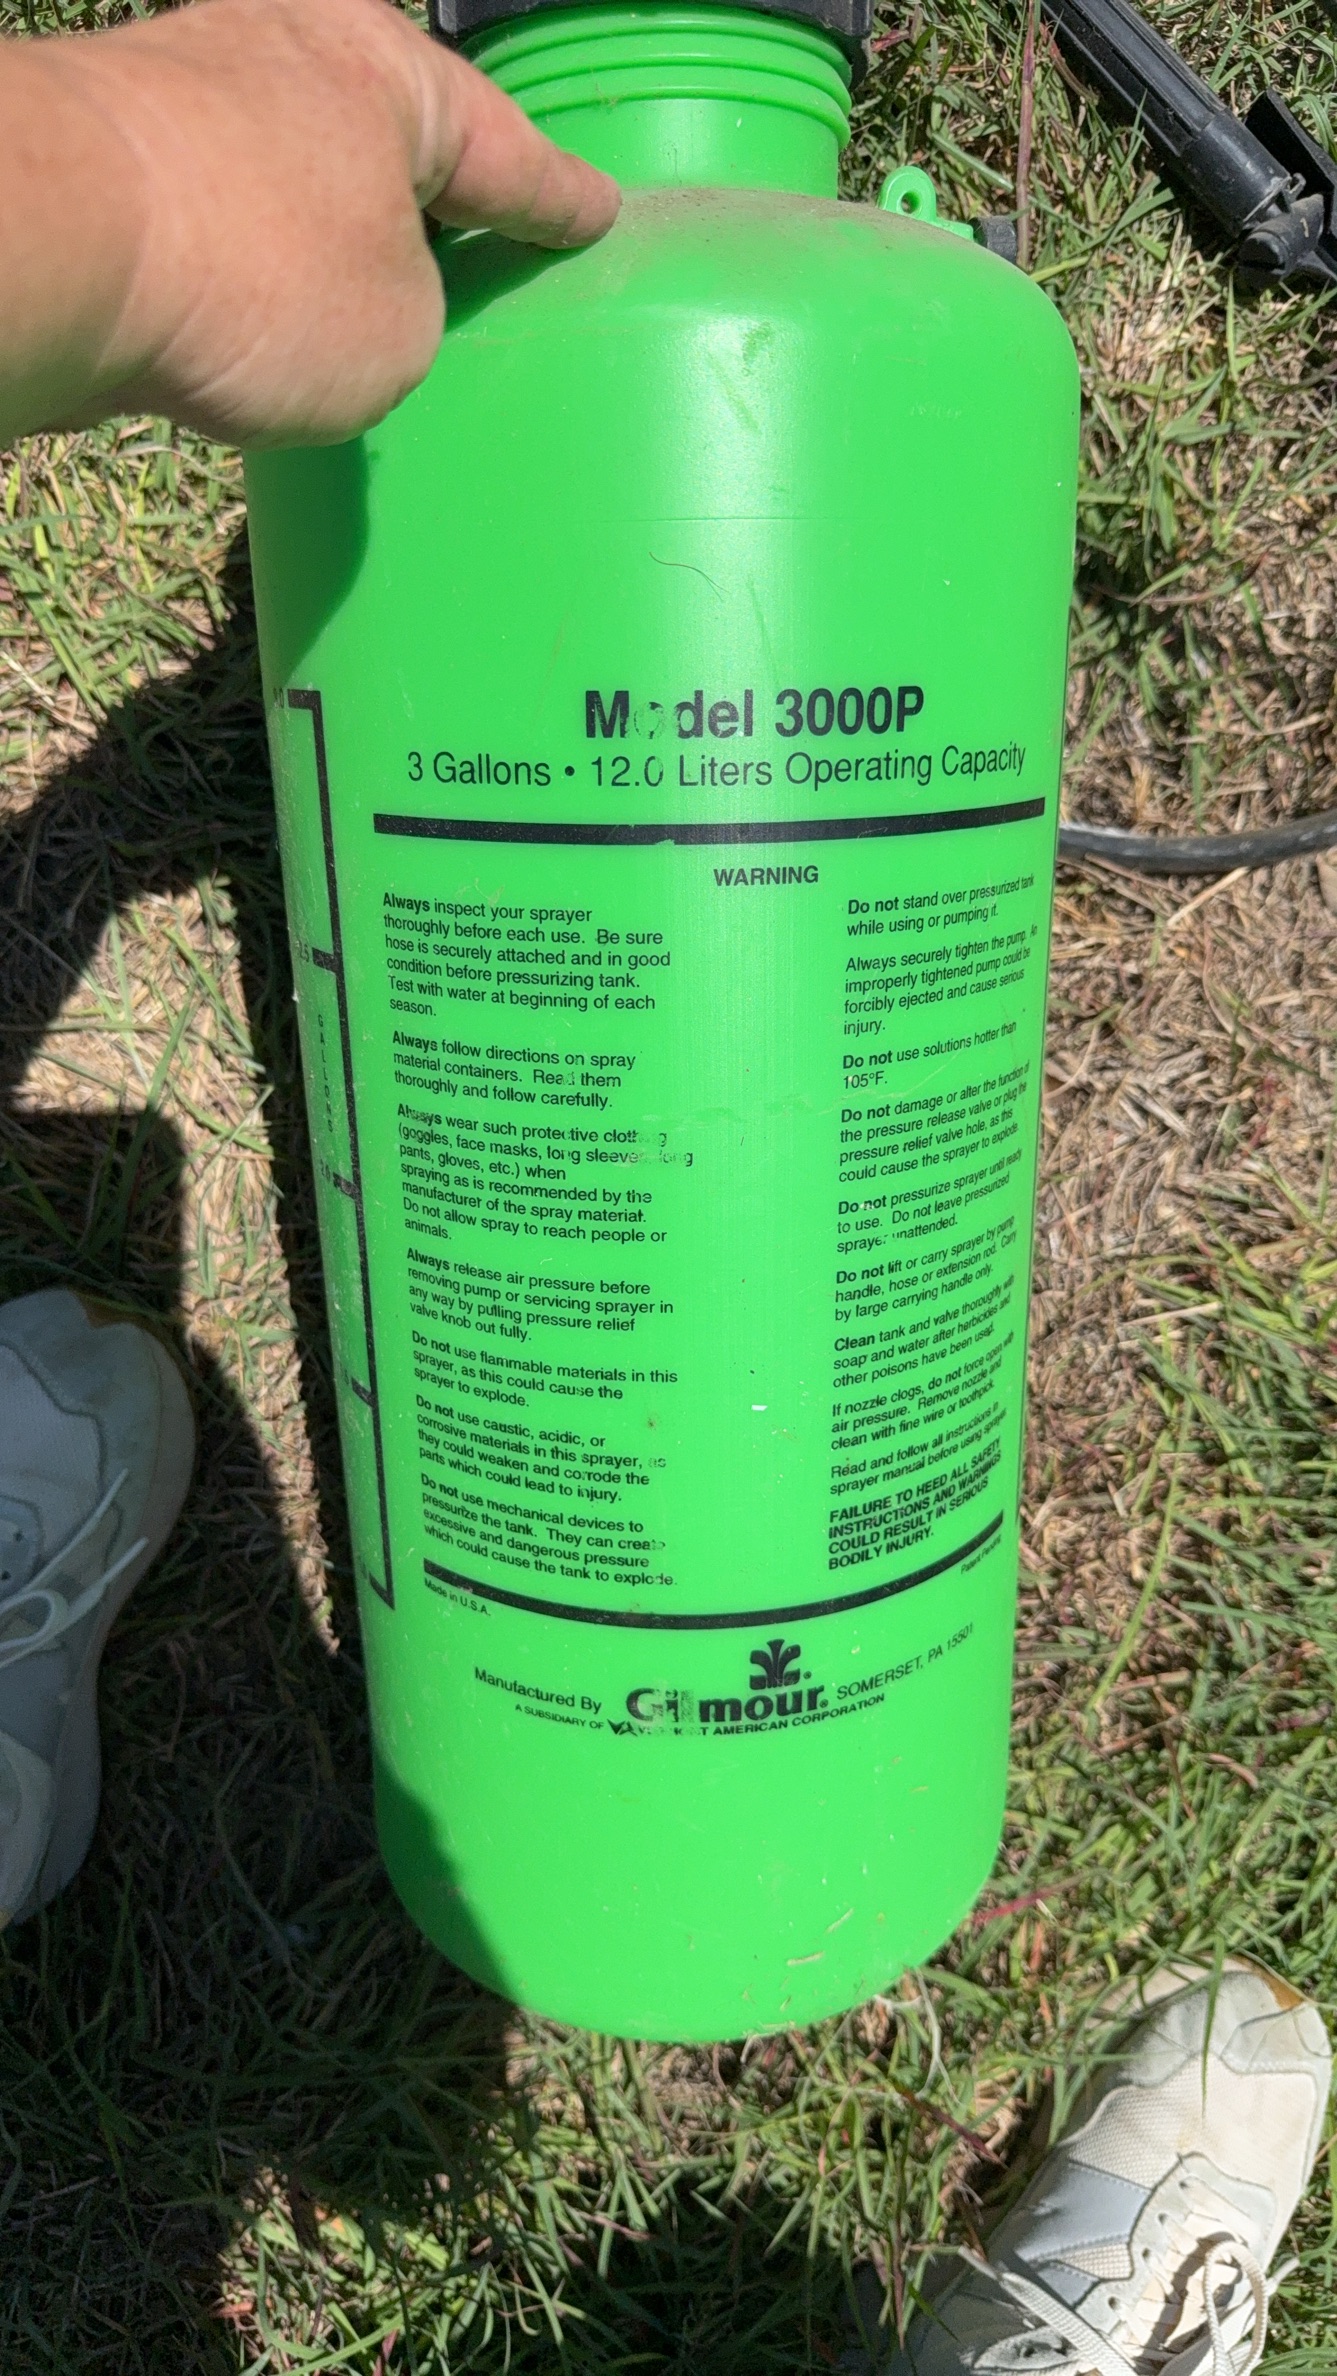 Model 3000P
3 Gallons • 12.0 Liters Operating Capacity
WARNING
Always inspect your sprayer
thoroughly before each use. Be sure
hose is securely attached and in good
condition before pressurizing tank.
Test with water at beginning of each
season.
Always follow directions on spray
material containers. Read them
thoroughly and follow carefully.
Always wear such protective clothing
(goggles, face masks, long sleeves, long
pants, gloves, etc.) when
spraying as is recommended by the
manufacturer of the spray material.
Do not allow spray to reach people or
animals.
Always release air pressure before
removing pump or servicing sprayer in
any way by pulling pressure relief
valve knob out fully.
Do not use flammable materials in this
sprayer, as this could cause the
sprayer to explode.
Do not use caustic, acidic, or
corrosive materials in this sprayer, as
they could weaken and corrode the
parts which could lead to injury.
Do not use mechanical devices to
pressurize the tank. They can create
excessive and dangerous pressure
which could cause the tank to explode.
Do not stand over pressurized tank
while using or pumping it.
Always securely tighten the pump. An
improperly tightened pump could be
forcibly ejected and cause serious
injury.
Do not use solutions hotter than
105°F.
Do not damage or alter the function of
the pressure release valve or plug the
pressure relief valve hole, as this
could cause the sprayer to explode.
Do not pressurize sprayer until ready
to use. Do not leave pressurized
sprayer unattended.
Do not lift or carry sprayer by pump
handle, hose or extension rod. Carry
by large carrying handle only.
Clean tank and valve thoroughly with
soap and water after herbicides and
other poisons have been used.
If nozzle clogs, do not force open with
air pressure. Remove nozzle and
clean with fine wire or toothpick.
Read and follow all instructions in
sprayer manual before using sprayer
FAILURE TO HEED ALL SAFETY
INSTRUCTIONS AND WARNINGS
COULD RESULT IN SERIOUS
BODILY INJURY.
Made in U.S.A.
Patent Pending
Manufactured By Gilmour® SOMERSET, PA 15501
A SUBSIDIARY OF VERMONT AMERICAN CORPORATION
GALLONS